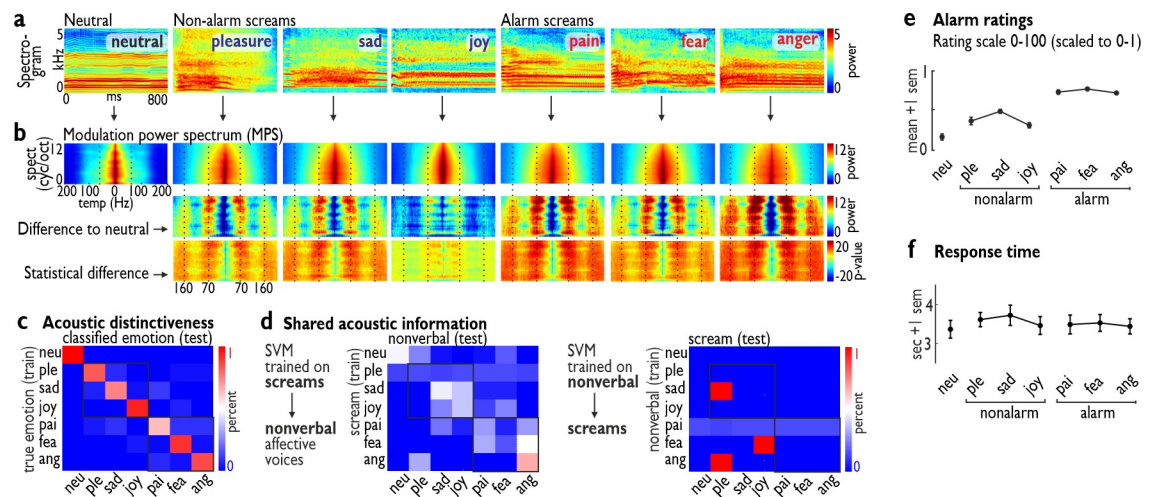 a
Neutral
Non-alarm screams
Alarm screams
Spectro-
gram
5
kHz
0
neutral
pleasure
sad
joy
pain
fear
anger
5
power
0
0
ms
800
b
Modulation power spectrum (MPS)
spect
(cyc/oct)
12
0
200 100 0 100 200
temp (Hz)
12
power
0
Difference to neutral
12
power
0
Statistical difference
20
p-value
-20
160 70 70 160
c Acoustic distinctiveness
classified emotion (test)
true emotion (train)
neu
ple
sad
joy
pai
fea
ang
neu ple sad joy pai fea ang
1
percent
0
d Shared acoustic information
SVM
trained on
screams
nonverbal
affective
voices
nonverbal (test)
scream (train)
neu
ple
sad
joy
pai
fea
ang
neu ple sad joy pai fea ang
SVM
trained on
nonverbal
screams
scream (test)
nonverbal (train)
neu
ple
sad
joy
pai
fea
ang
neu ple sad joy pai fea ang
1
percent
0
e Alarm ratings
Rating scale 0-100 (scaled to 0-1)
mean +1 sem
1
0
neu ple sad joy pai fea ang
nonalarm alarm
f Response time
sec +1 sem
4
3
neu ple sad joy pai fea ang
nonalarm alarm